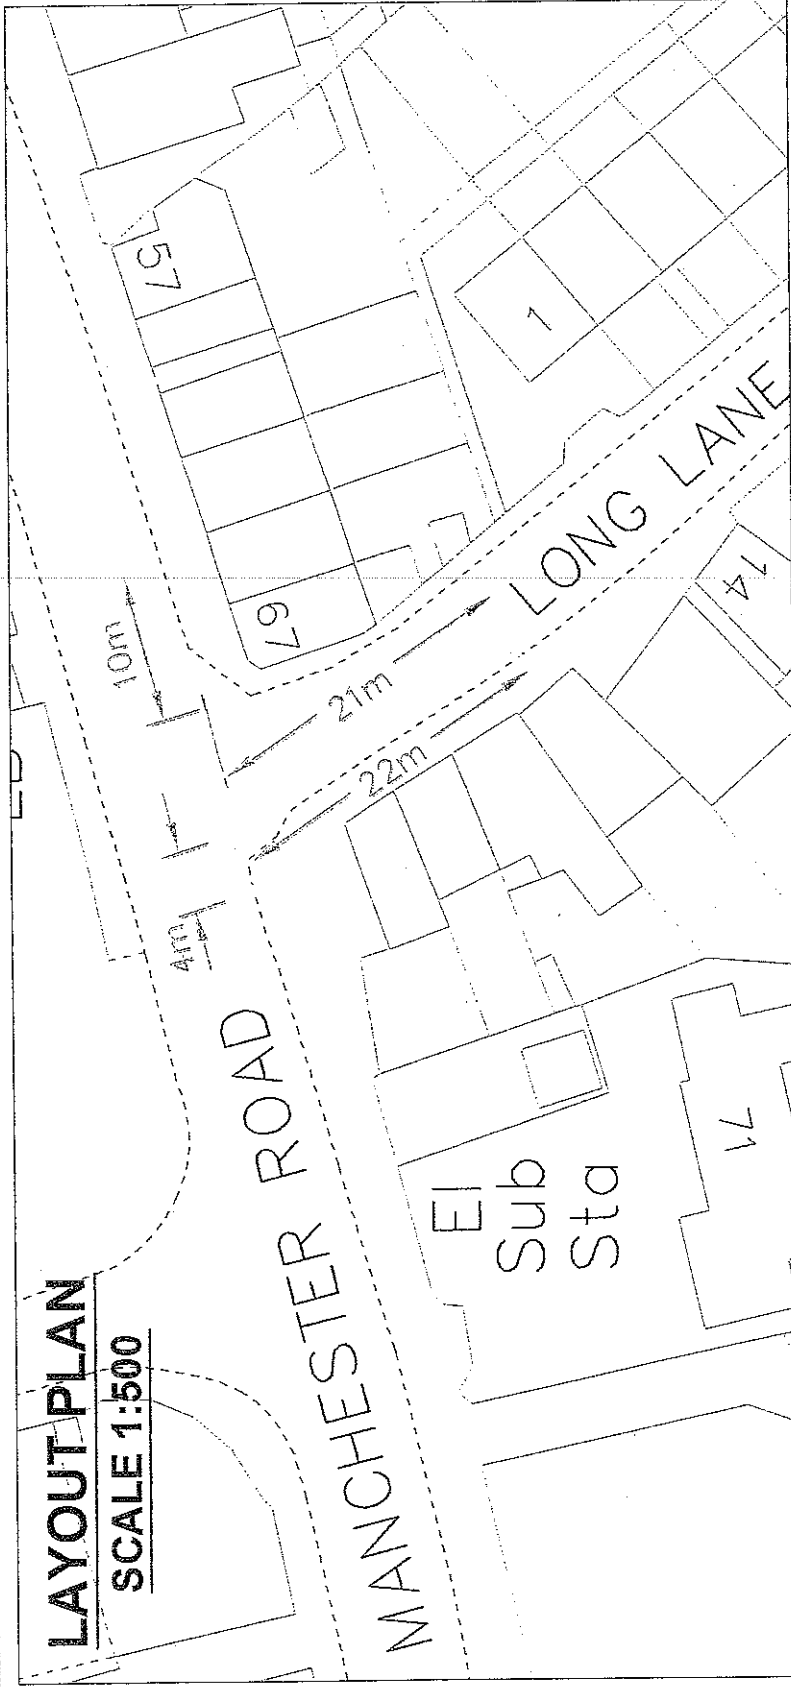 LAYOUT PLAN
SCALE 1:500
MANCHESTER ROAD
El
Sub
Sta
71
4m
10m
22m
21m
LONG LANE
14
67
57
1